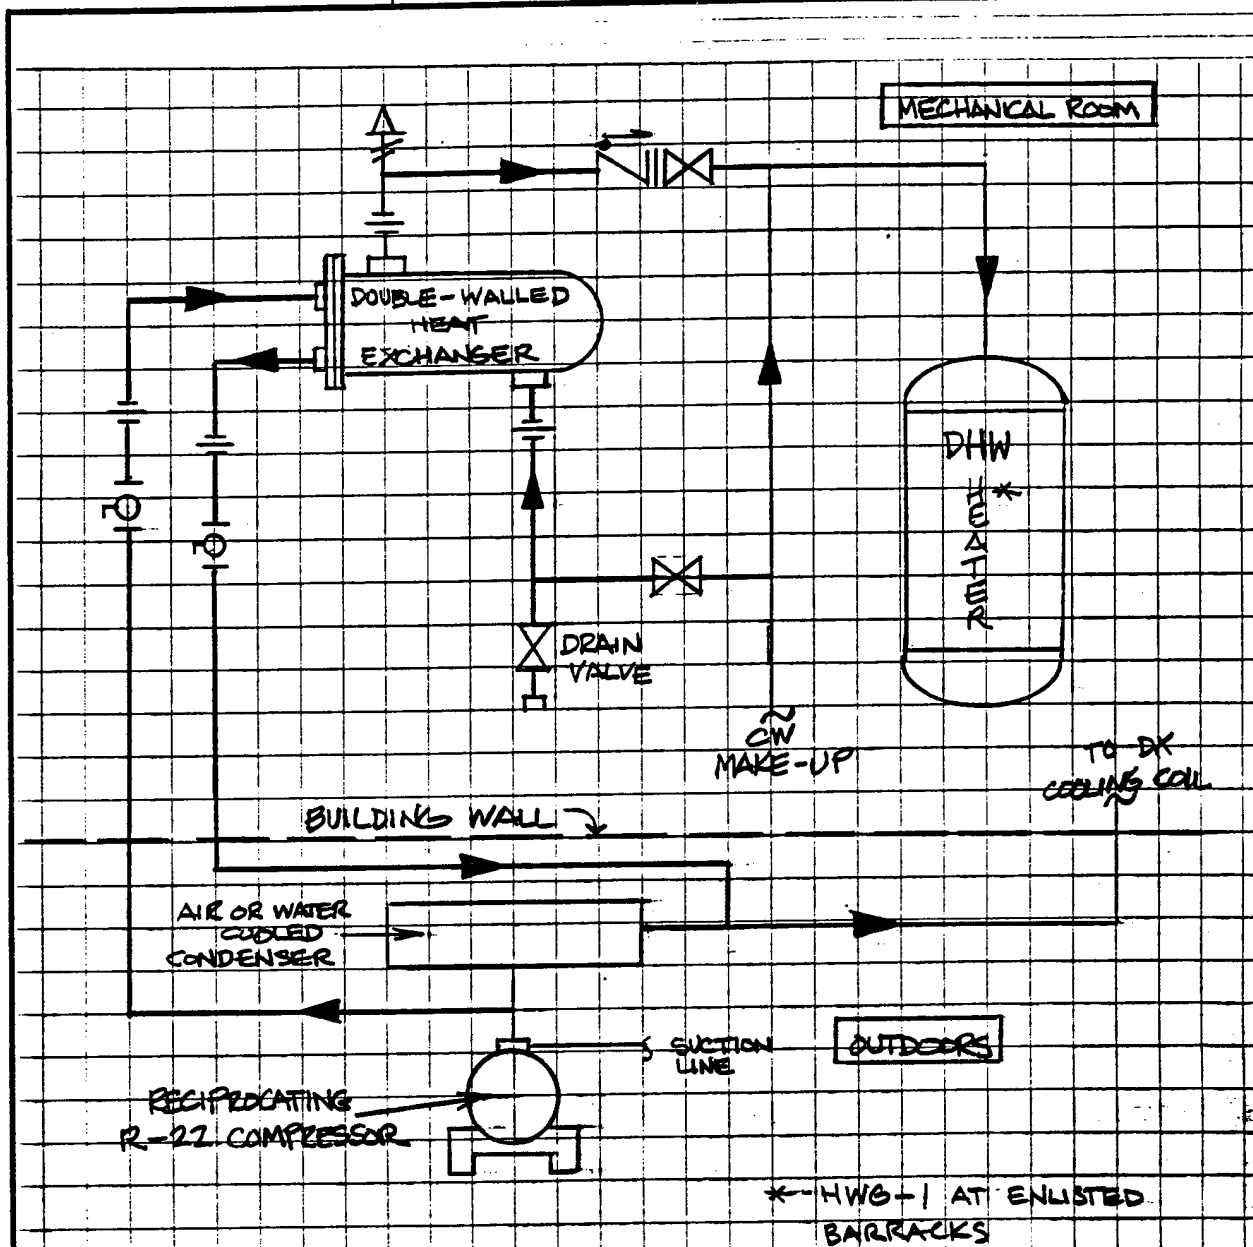 MECHANICAL ROOM
DOUBLE-WALLED
HEAT
EXCHANGER
DHW
*
HEATER
DRAIN
VALVE
CW
MAKE-UP
TO DX
COOLING COIL
BUILDING WALL
AIR OR WATER
COOLED
CONDENSER
SUCTION
LINE
OUTDOORS
RECIPROCATING
R-22 COMPRESSOR
*-- HWG-1 AT ENLISTED
BARRACKS